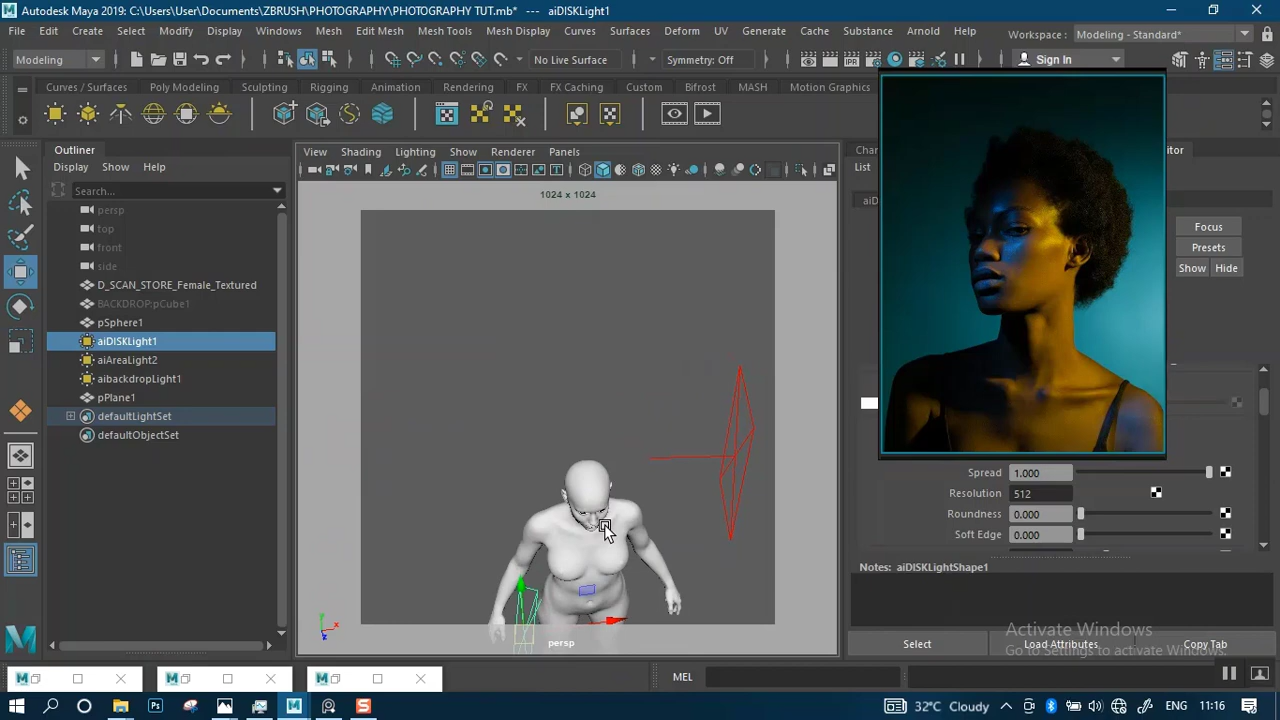 Autodesk Maya 2019: C:\Users\User\Documents\ZBRUSH\PHOTOGRAPHY\PHOTOGRAPHY TUT.mb* --- aiDISKLight1
File Edit Create Select Modify Display Windows Mesh Edit Mesh Mesh Tools Mesh Display Curves Surfaces Deform UV Generate Cache Substance Arnold Help Workspace : Modeling - Standard*
Modeling No Live Surface Symmetry: Off Sign In
Curves / Surfaces Poly Modeling Sculpting Rigging Animation Rendering FX FX Caching Custom Bifrost MASH Motion Graphics
IPR
Outliner
Display Show Help
Search...
persp
top
front
side
D_SCAN_STORE_Female_Textured
BACKDROP:pCube1
pSphere1
aiDISKLight1
aiAreaLight2
aibackdropLight1
pPlane1
defaultLightSet
defaultObjectSet
View Shading Lighting Show Renderer Panels
1024 x 1024
y
x
z
persp
Focus
Presets
Show Hide
Spread 1.000
Resolution 512
Roundness 0.000
Soft Edge 0.000
Notes: aiDISKLightShape1
Activate Windows
Go to Settings to activate Windows.
Select Load Attributes Copy Tab
MEL
32°C Cloudy ENG 11:16